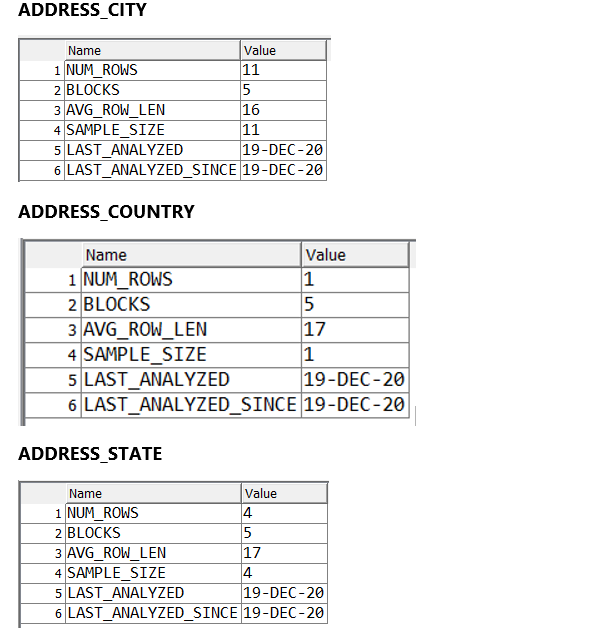 ADDRESS_CITY
Name Value
1 NUM_ROWS 11
2 BLOCKS 5
3 AVG_ROW_LEN 16
4 SAMPLE_SIZE 11
5 LAST_ANALYZED 19-DEC-20
6 LAST_ANALYZED_SINCE 19-DEC-20
ADDRESS_COUNTRY
Name Value
1 NUM_ROWS 1
2 BLOCKS 5
3 AVG_ROW_LEN 17
4 SAMPLE_SIZE 1
5 LAST_ANALYZED 19-DEC-20
6 LAST_ANALYZED_SINCE 19-DEC-20
ADDRESS_STATE
Name Value
1 NUM_ROWS 4
2 BLOCKS 5
3 AVG_ROW_LEN 17
4 SAMPLE_SIZE 4
5 LAST_ANALYZED 19-DEC-20
6 LAST_ANALYZED_SINCE 19-DEC-20